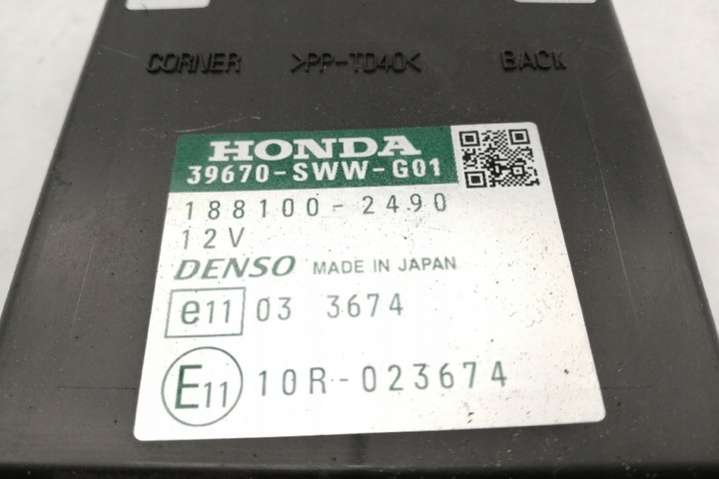 CORNER >PP-TD40< BACK
HONDA
39670-SWW-G01
188100-2490
12V
DENSO MADE IN JAPAN
e11 03 3674
E11 10R-023674